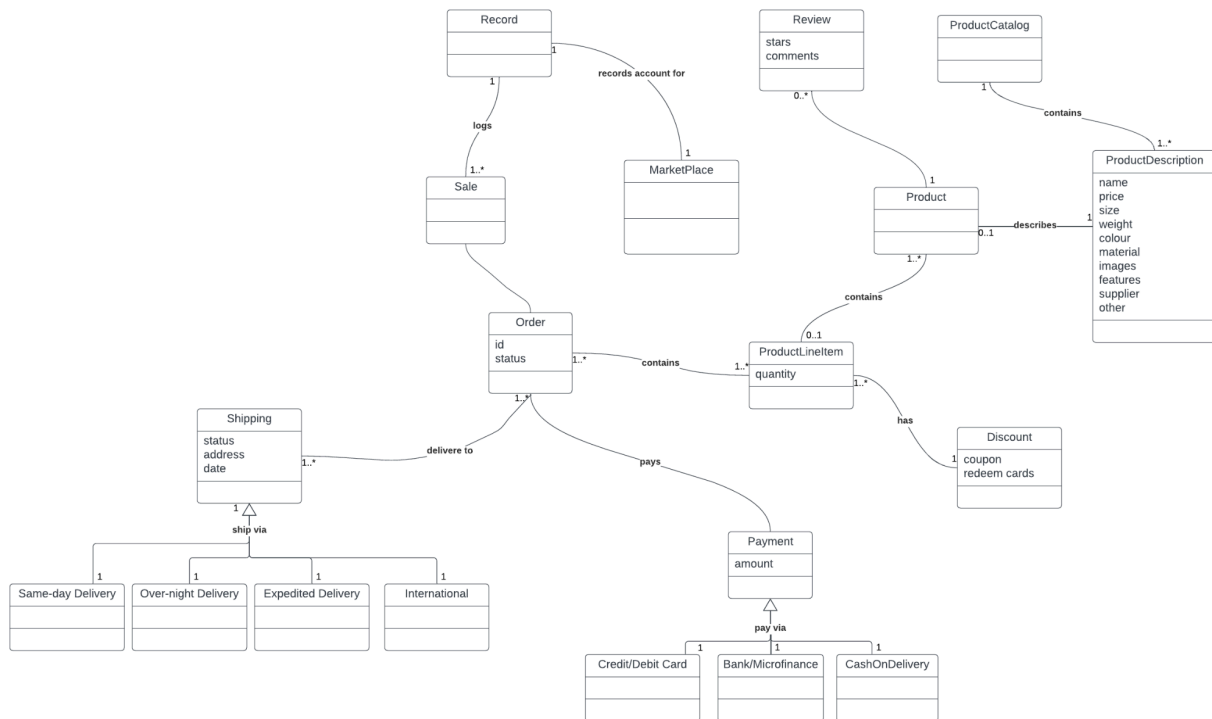 Record
1
1
records account for
1
MarketPlace
logs
1..*
Sale
Review
stars
comments
0..*
1
Product
0..1
describes
1
1..*
ProductCatalog
1
contains
1..*
ProductDescription
name
price
size
weight
colour
material
images
features
supplier
other
contains
0..1
ProductLineItem
quantity
1..*
1..*
Order
id
status
1..*
contains
1..*
has
1
Discount
coupon
redeem cards
Shipping
status
address
date
1..*
delivere to
pays
1
ship via
1
1
1
1
Same-day Delivery
Over-night Delivery
Expedited Delivery
International
Payment
amount
pay via
1
1
1
Credit/Debit Card
Bank/Microfinance
CashOnDelivery